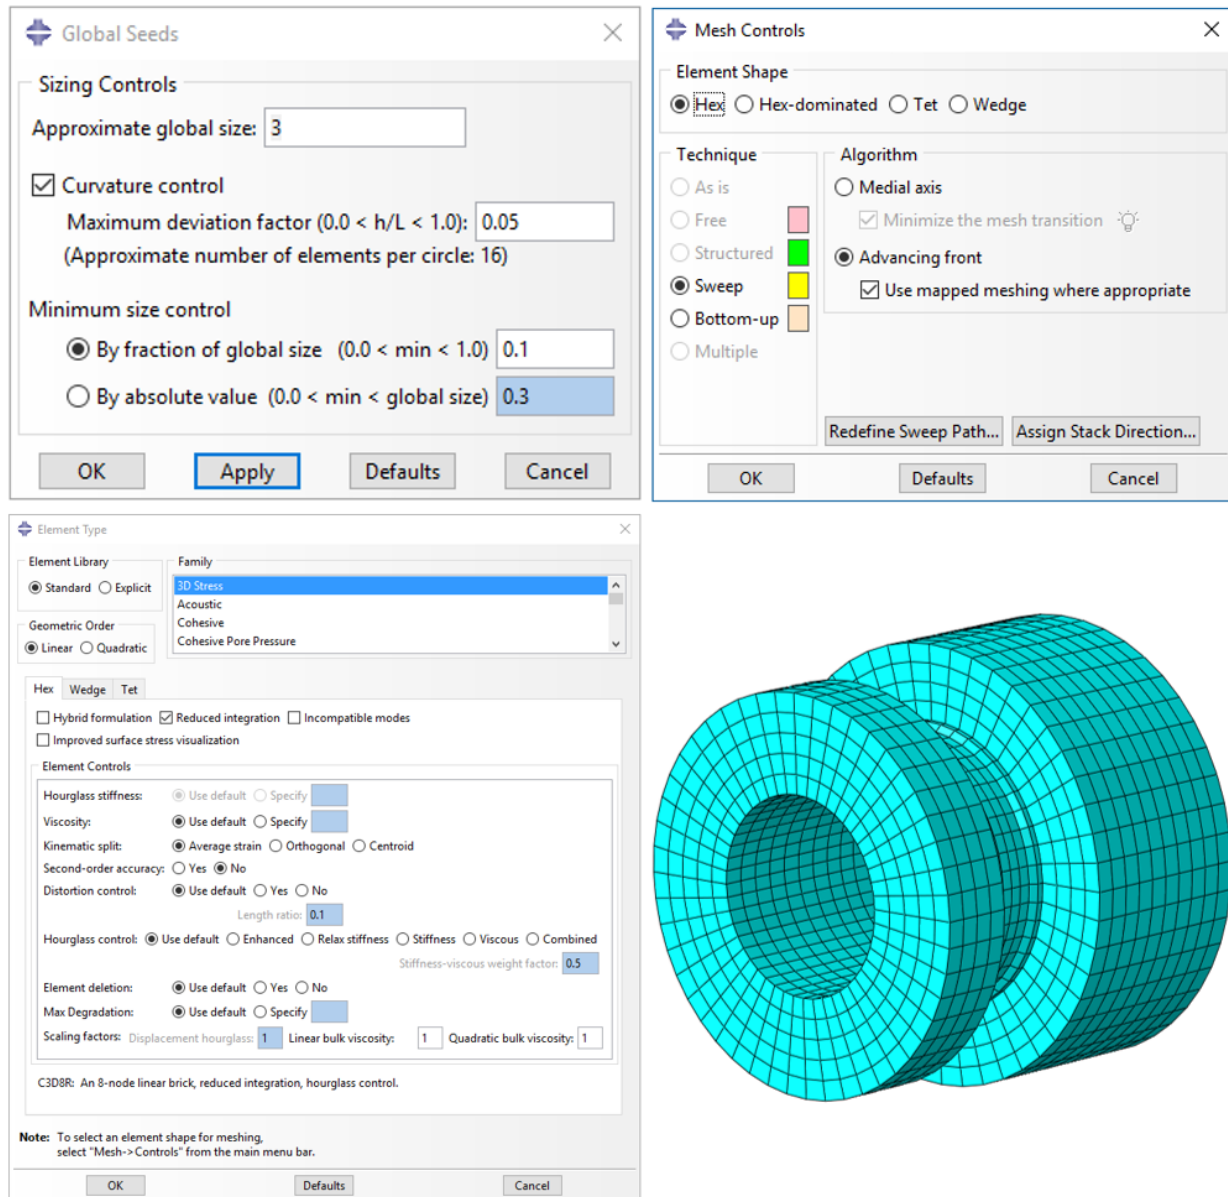 Global Seeds
Sizing Controls
Approximate global size: 3
Curvature control
Maximum deviation factor (0.0 < h/L < 1.0): 0.05
(Approximate number of elements per circle: 16)
Minimum size control
By fraction of global size (0.0 < min < 1.0) 0.1
By absolute value (0.0 < min < global size) 0.3
OK Apply Defaults Cancel
Mesh Controls
Element Shape
Hex Hex-dominated Tet Wedge
Technique
As is
Free
Structured
Sweep
Bottom-up
Multiple
Algorithm
Medial axis
Minimize the mesh transition
Advancing front
Use mapped meshing where appropriate
Redefine Sweep Path... Assign Stack Direction...
OK Defaults Cancel
Element Type
Element Library
Standard Explicit
Geometric Order
Linear Quadratic
Family
3D Stress
Acoustic
Cohesive
Cohesive Pore Pressure
Hex Wedge Tet
Hybrid formulation Reduced integration Incompatible modes
Improved surface stress visualization
Element Controls
Hourglass stiffness: Use default Specify
Viscosity: Use default Specify
Kinematic split: Average strain Orthogonal Centroid
Second-order accuracy: Yes No
Distortion control: Use default Yes No
Length ratio: 0.1
Hourglass control: Use default Enhanced Relax stiffness Stiffness Viscous Combined
Stiffness-viscous weight factor: 0.5
Element deletion: Use default Yes No
Max Degradation: Use default Specify
Scaling factors: Displacement hourglass: 1 Linear bulk viscosity: 1 Quadratic bulk viscosity: 1
C3D8R: An 8-node linear brick, reduced integration, hourglass control.
Note: To select an element shape for meshing,
select "Mesh->Controls" from the main menu bar.
OK Defaults Cancel